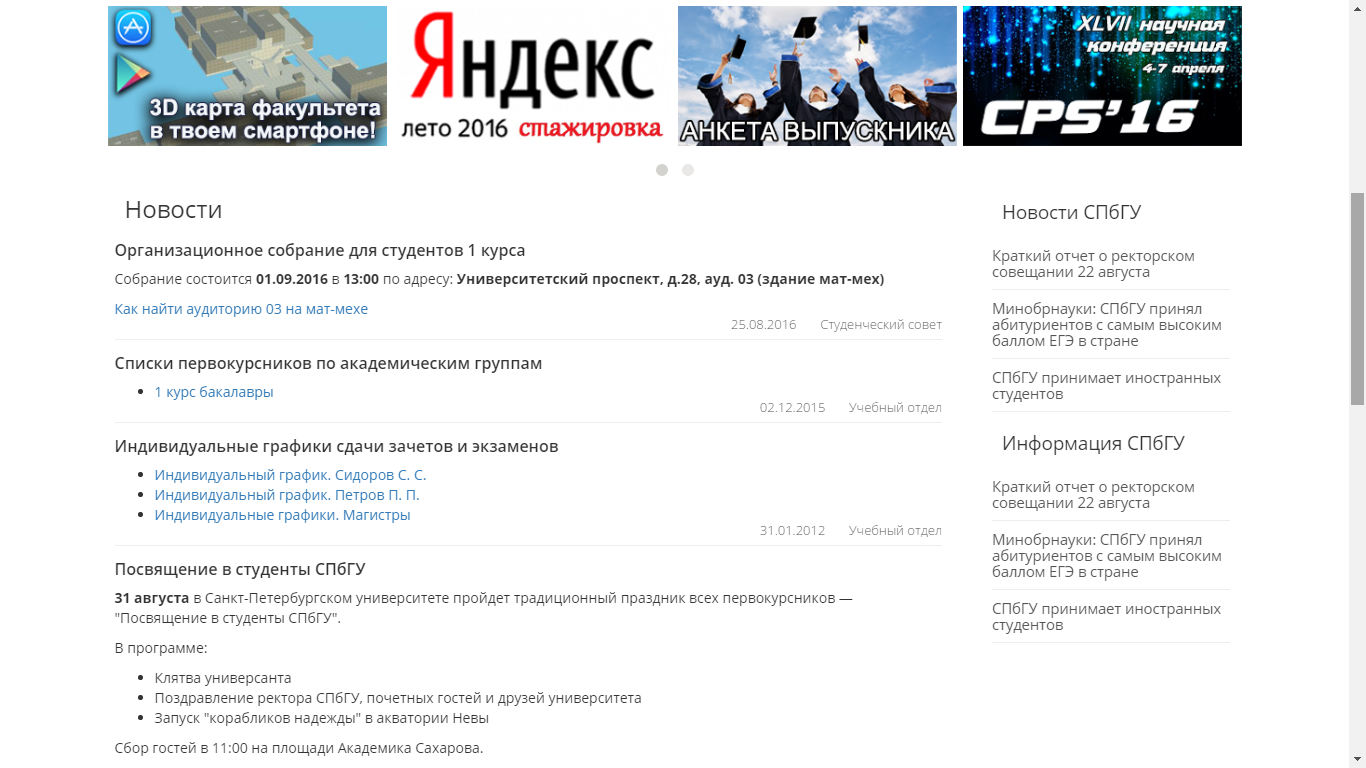 3D карта факультета
в твоем смартфоне!
Яндекс
лето 2016 стажировка
АНКЕТА ВЫПУСКНИКА
XLVII научная
конференция
4-7 апреля
CPS'16
Новости
Организационное собрание для студентов 1 курса
Собрание состоится 01.09.2016 в 13:00 по адресу: Университетский проспект, д.28, ауд. 03 (здание мат-мех)
Как найти аудиторию 03 на мат-мехе
25.08.2016 Студенческий совет
Списки первокурсников по академическим группам
1 курс бакалавры
02.12.2015 Учебный отдел
Индивидуальные графики сдачи зачетов и экзаменов
Индивидуальный график. Сидоров С. С.
Индивидуальный график. Петров П. П.
Индивидуальные графики. Магистры
31.01.2012 Учебный отдел
Посвящение в студенты СПбГУ
31 августа в Санкт-Петербургском университете пройдет традиционный праздник всех первокурсников —
"Посвящение в студенты СПбГУ".
В программе:
Клятва универсанта
Поздравление ректора СПбГУ, почетных гостей и друзей университета
Запуск "корабликов надежды" в акватории Невы
Сбор гостей в 11:00 на площади Академика Сахарова.
Новости СПбГУ
Краткий отчет о ректорском
совещании 22 августа
Минобрнауки: СПбГУ принял
абитуриентов с самым высоким
баллом ЕГЭ в стране
СПбГУ принимает иностранных
студентов
Информация СПбГУ
Краткий отчет о ректорском
совещании 22 августа
Минобрнауки: СПбГУ принял
абитуриентов с самым высоким
баллом ЕГЭ в стране
СПбГУ принимает иностранных
студентов